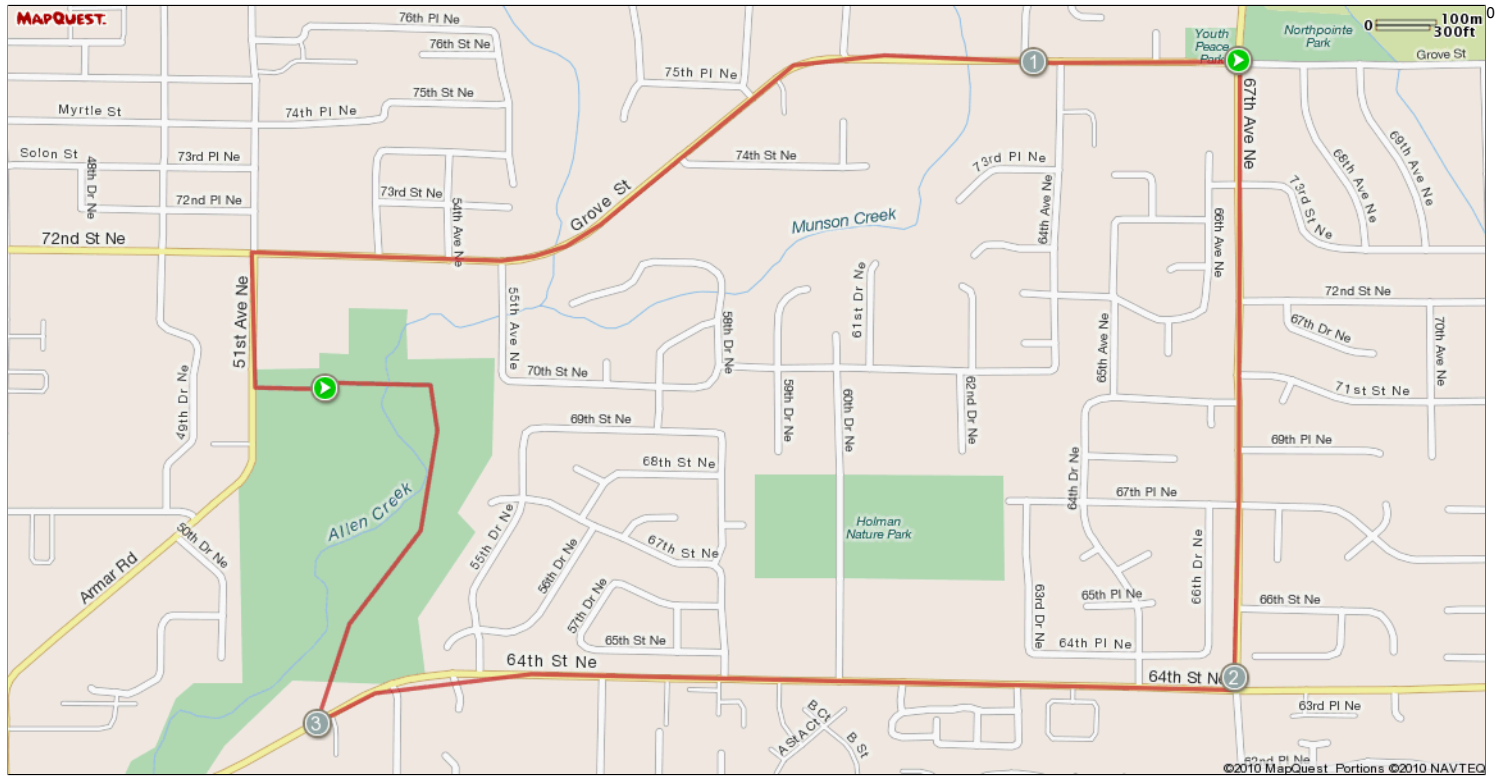 MAPQUEST.
76th Pl Ne
76th St Ne
Youth
Peace
Park
Northpointe
Park
0
100m
300ft
0
Grove St
1
75th Pl Ne
75th St Ne
Myrtle St
74th Pl Ne
67th Ave Ne
69th Ave Ne
68th Ave Ne
Solon St
48th Dr Ne
73rd Pl Ne
74th St Ne
73rd Pl Ne
73rd St Ne
72nd Pl Ne
73rd St Ne
54th Ave Ne
Grove St
Munson Creek
64th Ave Ne
66th Ave Ne
72nd St Ne
51st Ave Ne
55th Ave Ne
58th Dr Ne
61st Dr Ne
65th Ave Ne
72nd St Ne
67th Dr Ne
70th Ave Ne
49th Dr Ne
70th St Ne
59th Dr Ne
60th Dr Ne
62nd Dr Ne
71st St Ne
69th St Ne
69th Pl Ne
68th St Ne
64th Dr Ne
67th Pl Ne
Allen Creek
Holman
Nature Park
50th Dr Ne
55th Dr Ne
56th Dr Ne
67th St Ne
66th Dr Ne
Armar Rd
57th Dr Ne
63rd Dr Ne
65th Pl Ne
66th St Ne
65th St Ne
64th Pl Ne
64th St Ne
64th St Ne
2
3
B Ct
A St
A Ct
B St
63rd Pl Ne
62nd Pl Ne
©2010 MapQuest Portions ©2010 NAVTEQ